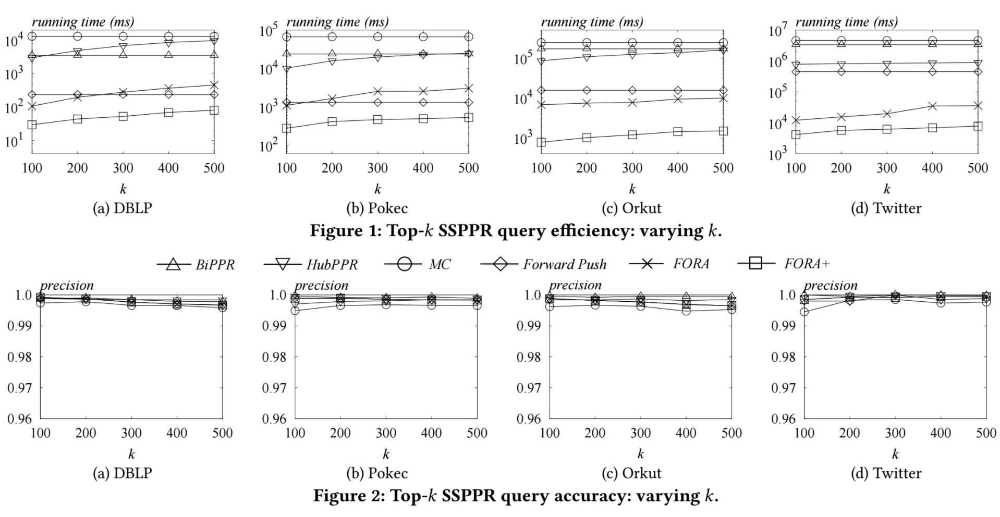 running time (ms) running time (ms) running time (ms) running time (ms)
10^4 10^3 10^2 10^1
100 200 300 400 500
k
(a) DBLP
10^5 10^4 10^3 10^2
100 200 300 400 500
k
(b) Pokec
10^5 10^4 10^3
100 200 300 400 500
k
(c) Orkut
10^7 10^6 10^5 10^4 10^3
100 200 300 400 500
k
(d) Twitter
Figure 1: Top-k SSPPR query efficiency: varying k.
BiPPR HubPPR MC Forward Push FORA FORA+
precision precision precision precision
1.0 0.99 0.98 0.97 0.96
100 200 300 400 500
k
(a) DBLP
1.0 0.99 0.98 0.97 0.96
100 200 300 400 500
k
(b) Pokec
1.0 0.99 0.98 0.97 0.96
100 200 300 400 500
k
(c) Orkut
1.0 0.99 0.98 0.97 0.96
100 200 300 400 500
k
(d) Twitter
Figure 2: Top-k SSPPR query accuracy: varying k.